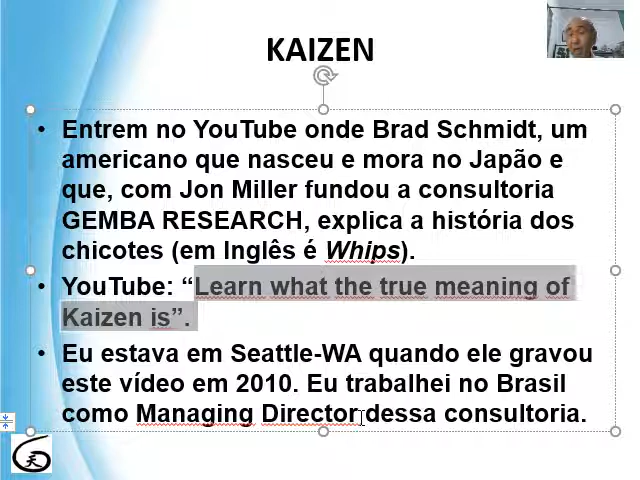 KAIZEN
• Entrem no YouTube onde Brad Schmidt, um
americano que nasceu e mora no Japão e
que, com Jon Miller fundou a consultoria
GEMBA RESEARCH, explica a história dos
chicotes (em Inglês é Whips).
• YouTube: “Learn what the true meaning of
Kaizen is”.
• Eu estava em Seattle-WA quando ele gravou
este vídeo em 2010. Eu trabalhei no Brasil
como Managing Director dessa consultoria.